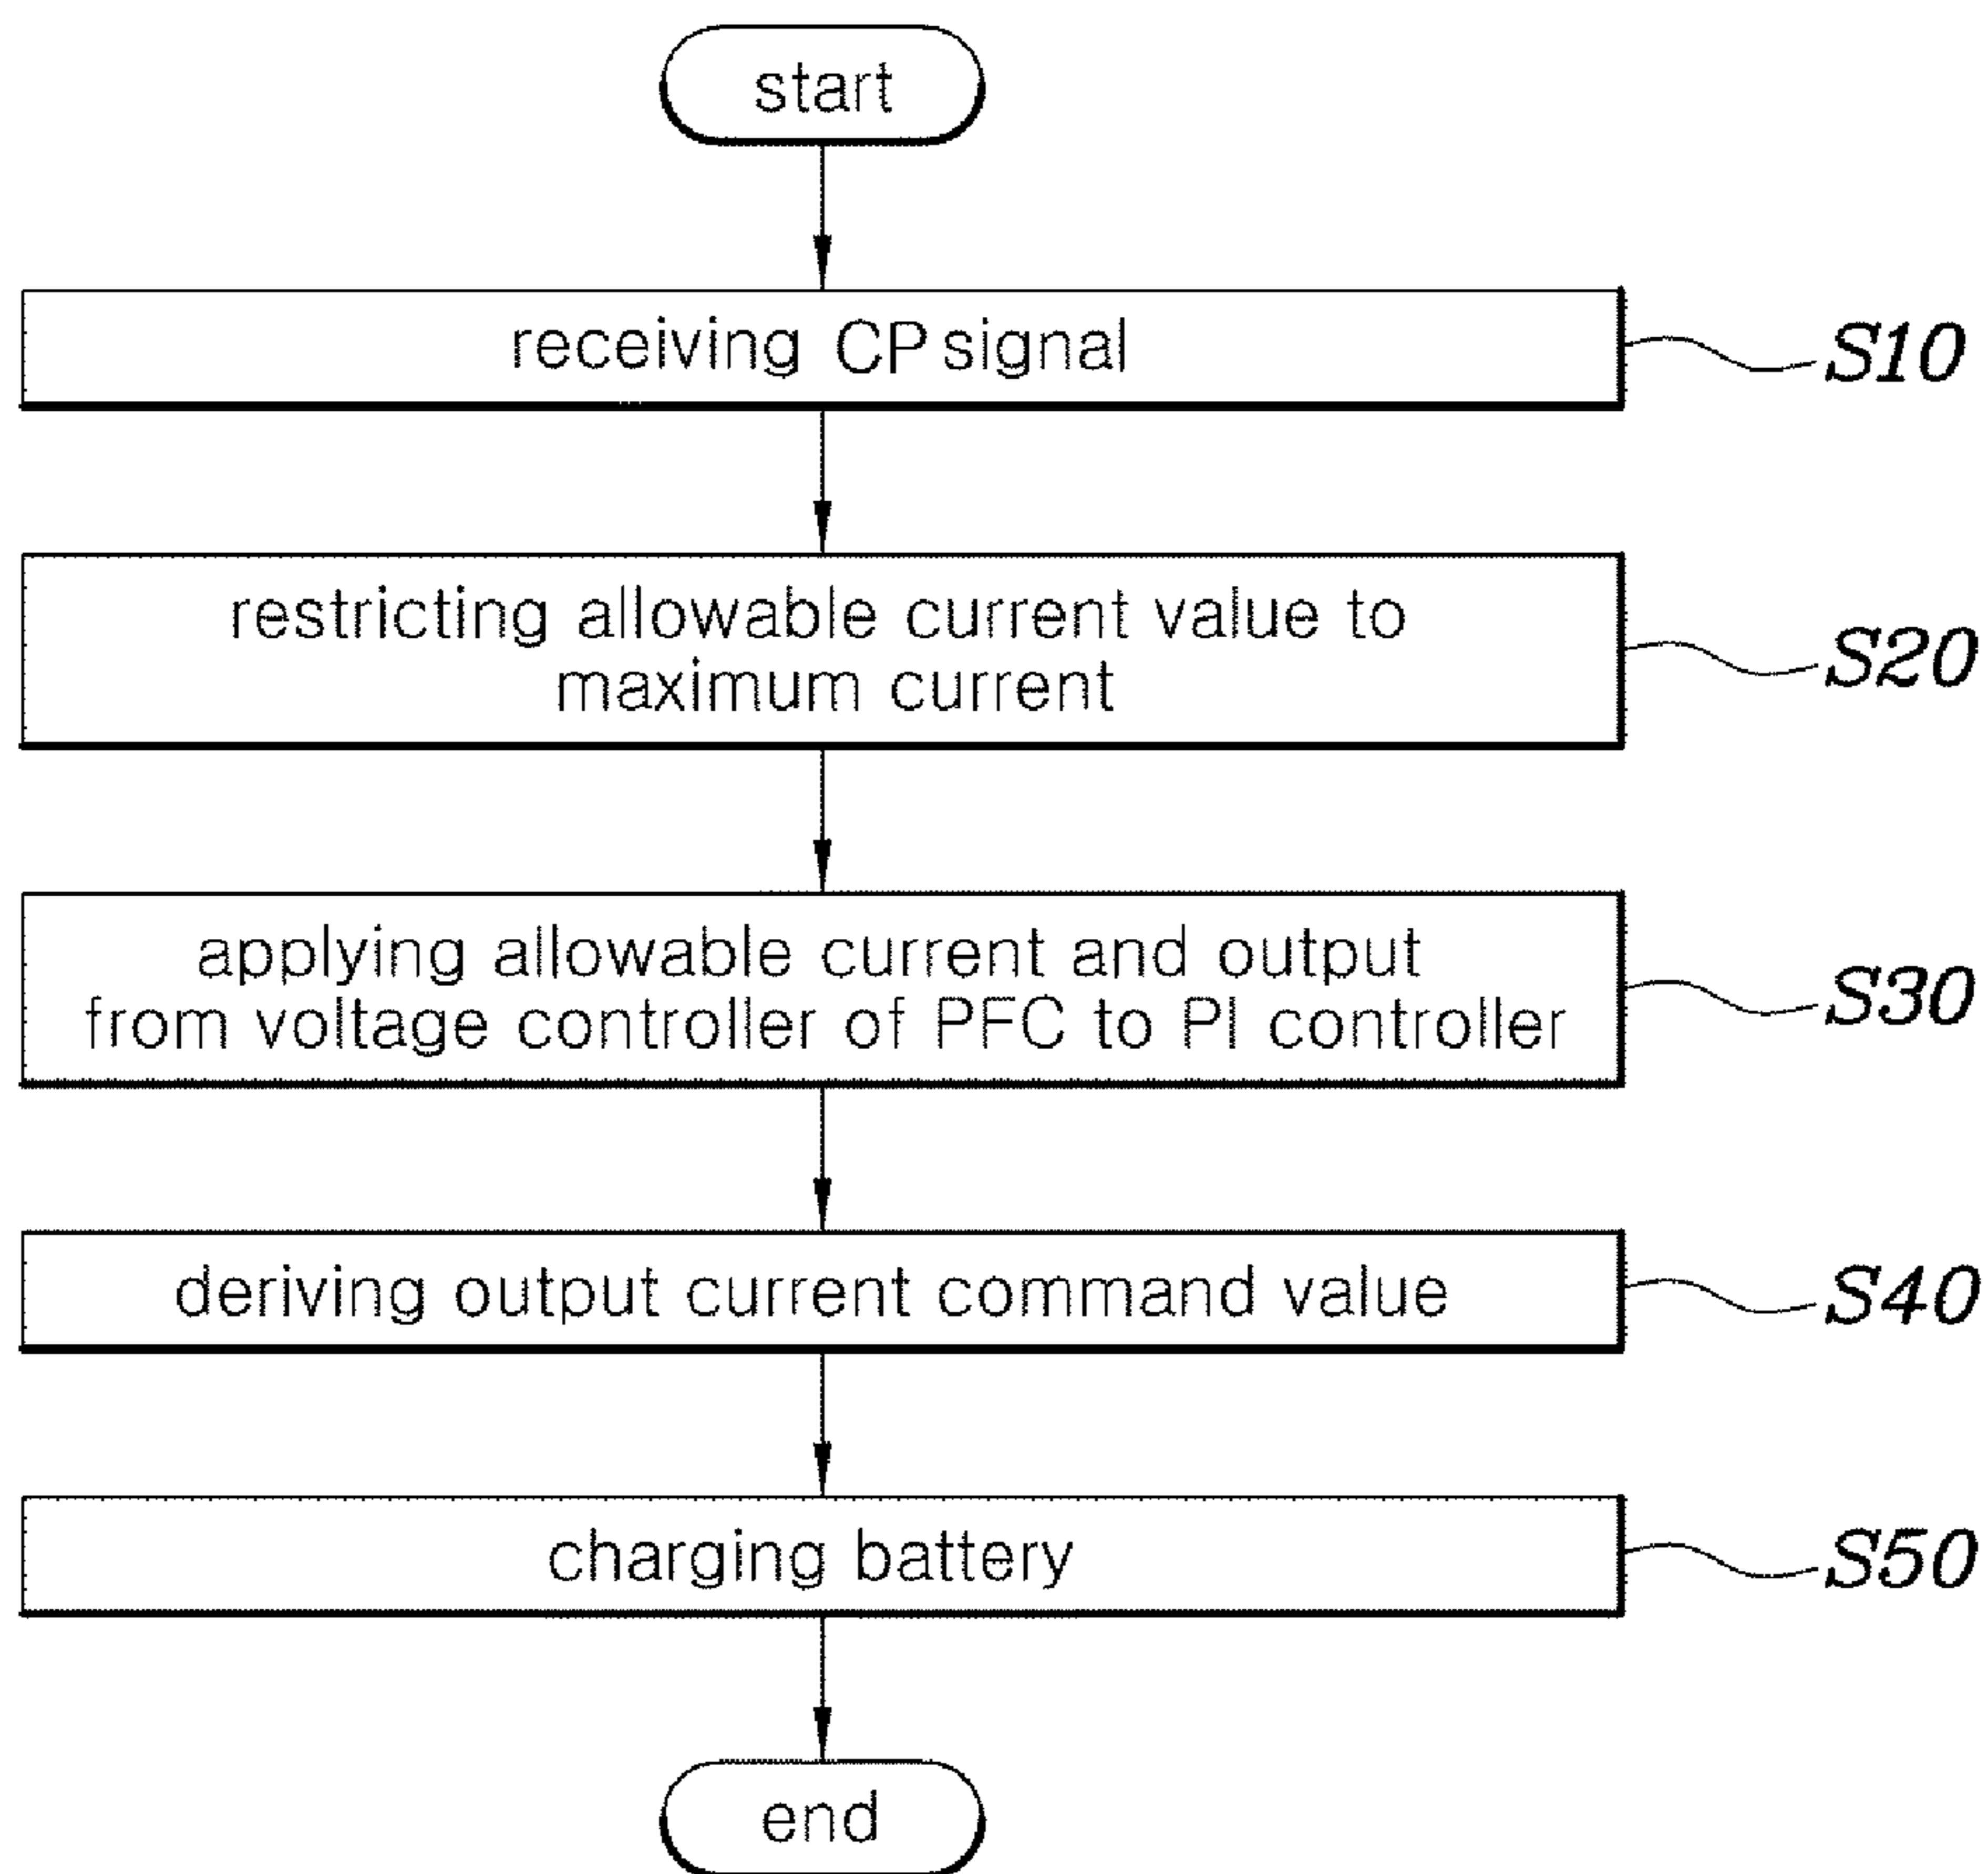 start
receiving CP signal
S10
restricting allowable current value to
maximum current
S20
applying allowable current and output
from voltage controller of PFC to PI controller
S30
deriving output current command value
S40
charging battery
S50
end